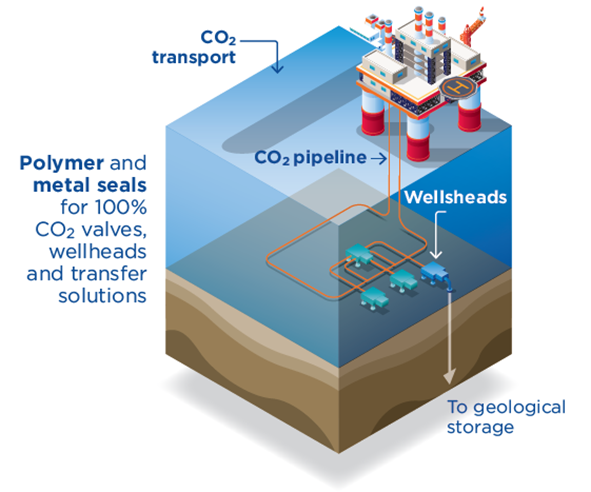 CO₂
transport
CO₂ pipeline
Wellsheads
Polymer and
metal seals
for 100%
CO₂ valves,
wellheads
and transfer
solutions
H
To geological
storage